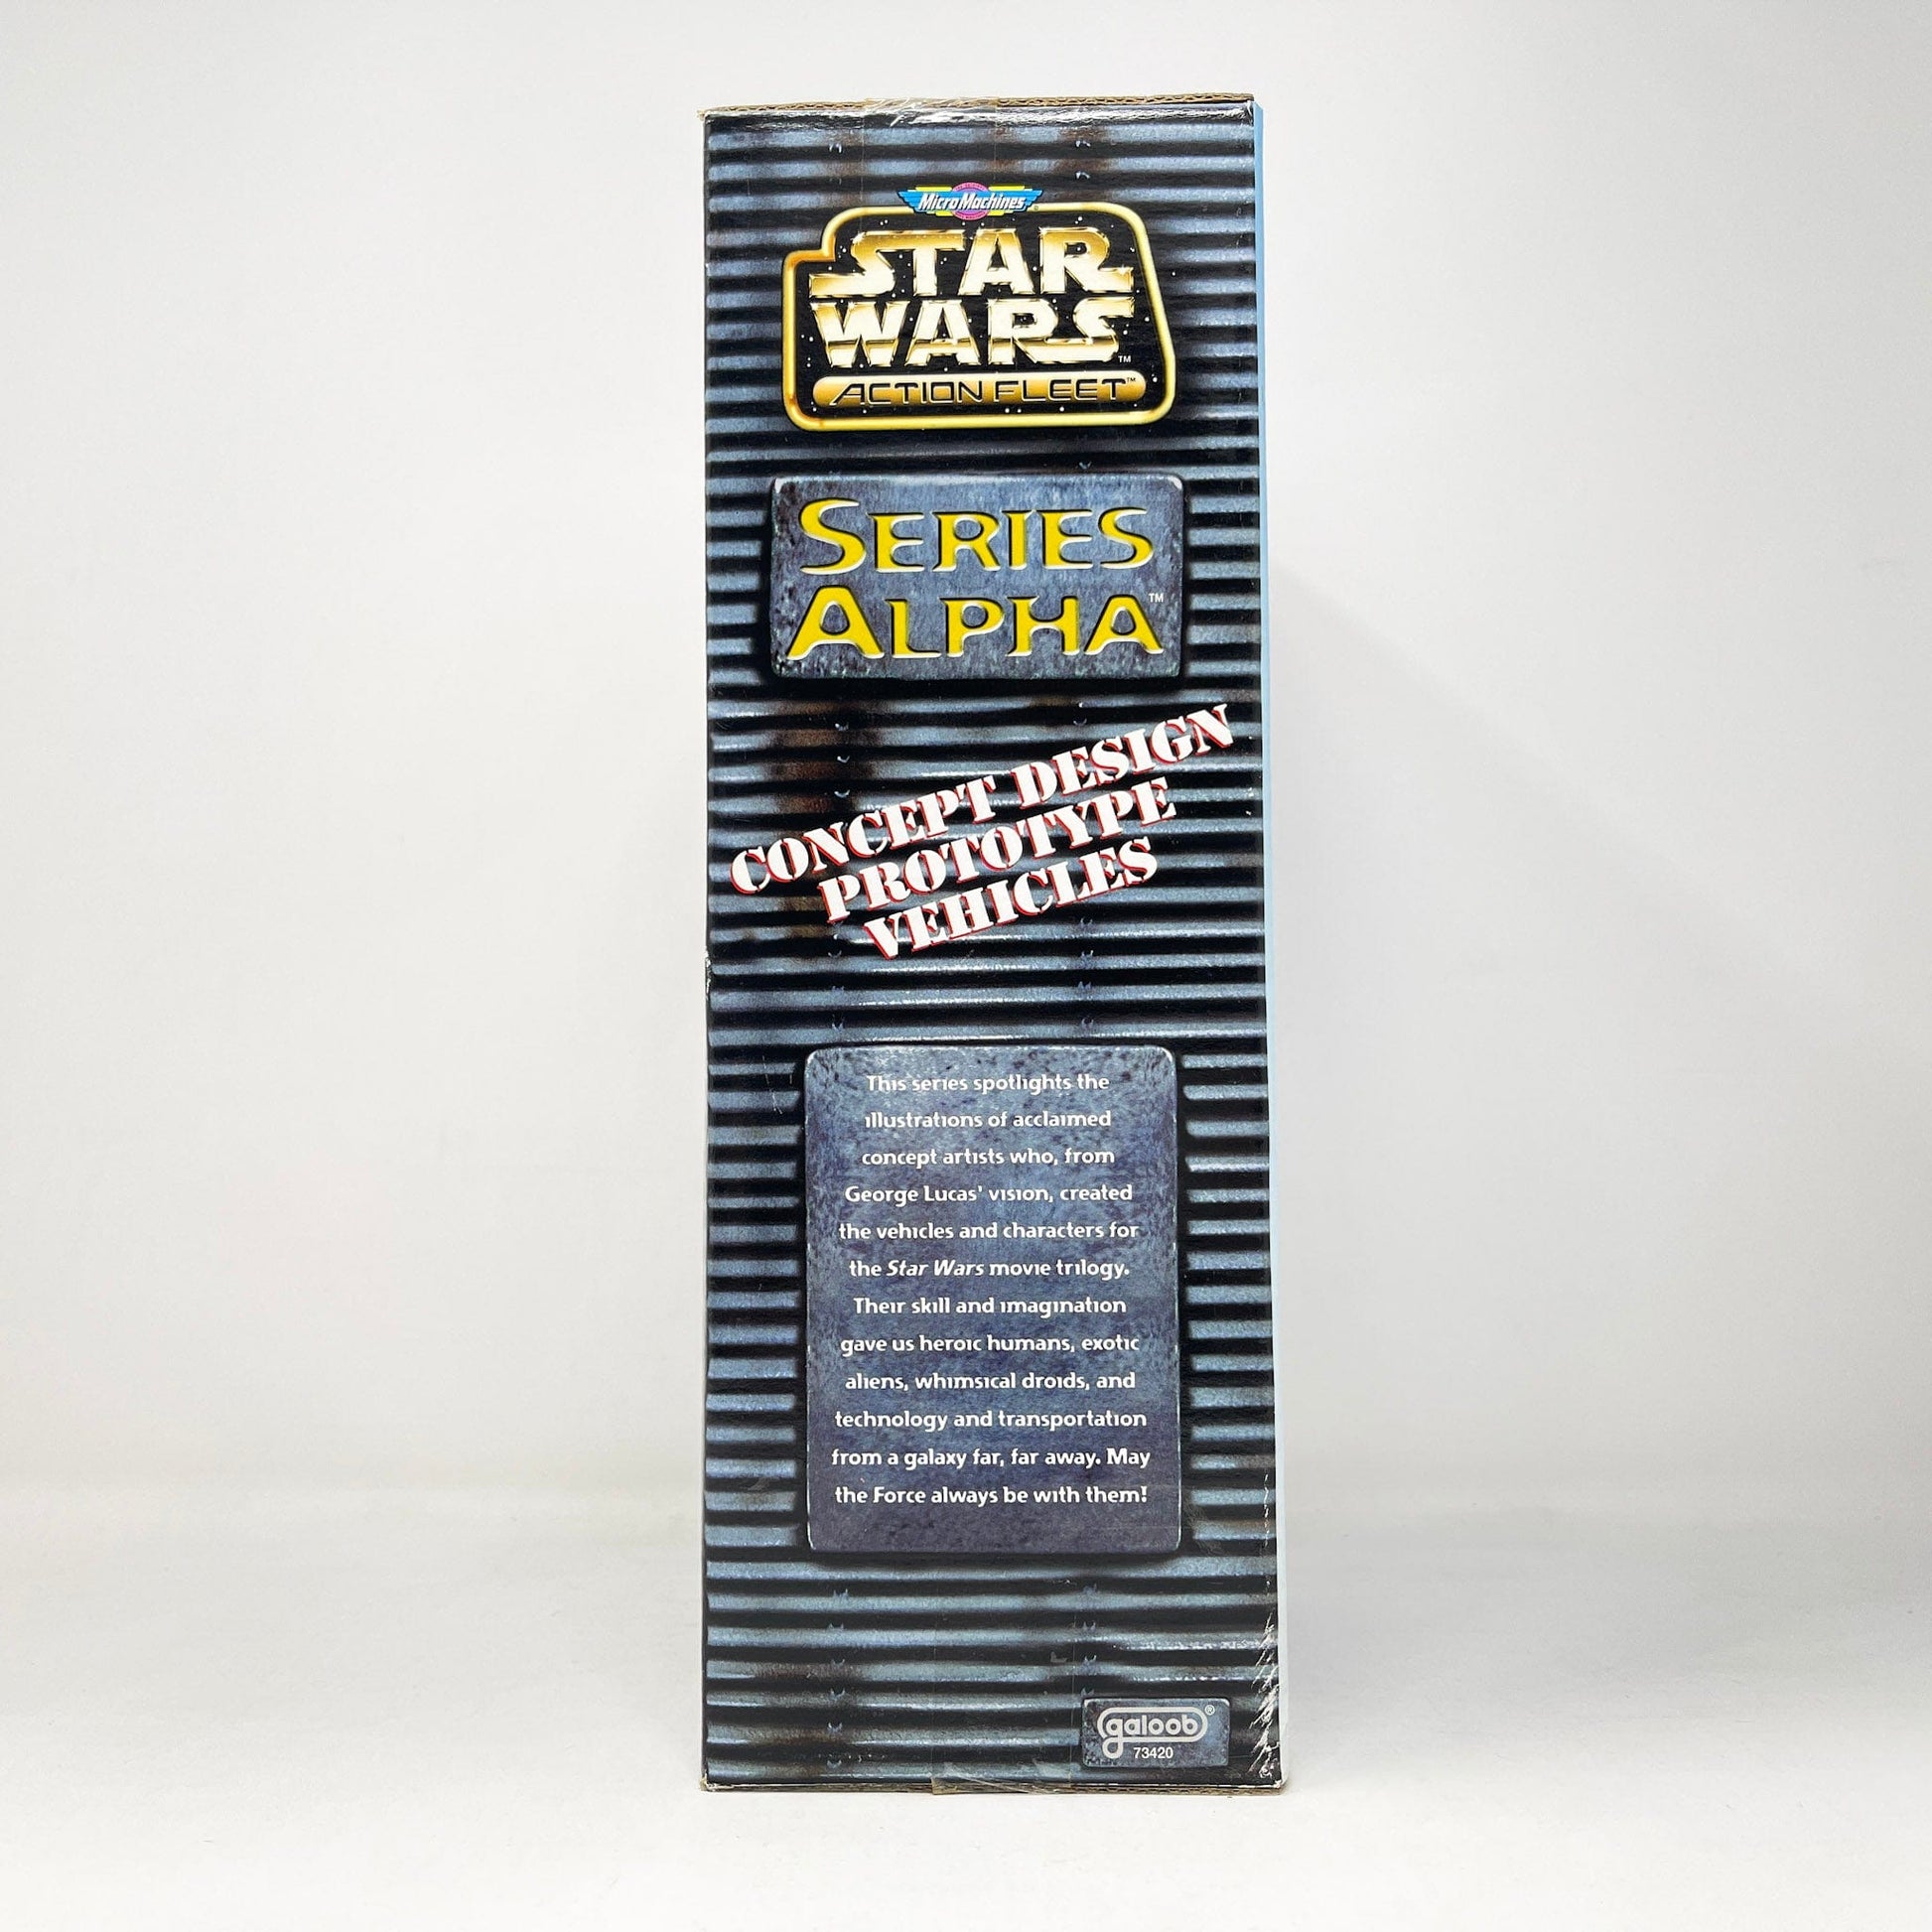 MicroMachines®
STAR
WARS™
ACTION FLEET™
SERIES
ALPHA™
CONCEPT DESIGN
PROTOTYPE
VEHICLES
This series spotlights the
illustrations of acclaimed
concept artists who, from
George Lucas' vision, created
the vehicles and characters for
the Star Wars movie trilogy.
Their skill and imagination
gave us heroic humans, exotic
aliens, whimsical droids, and
technology and transportation
from a galaxy far, far away. May
the Force always be with them!
galoob®
73420